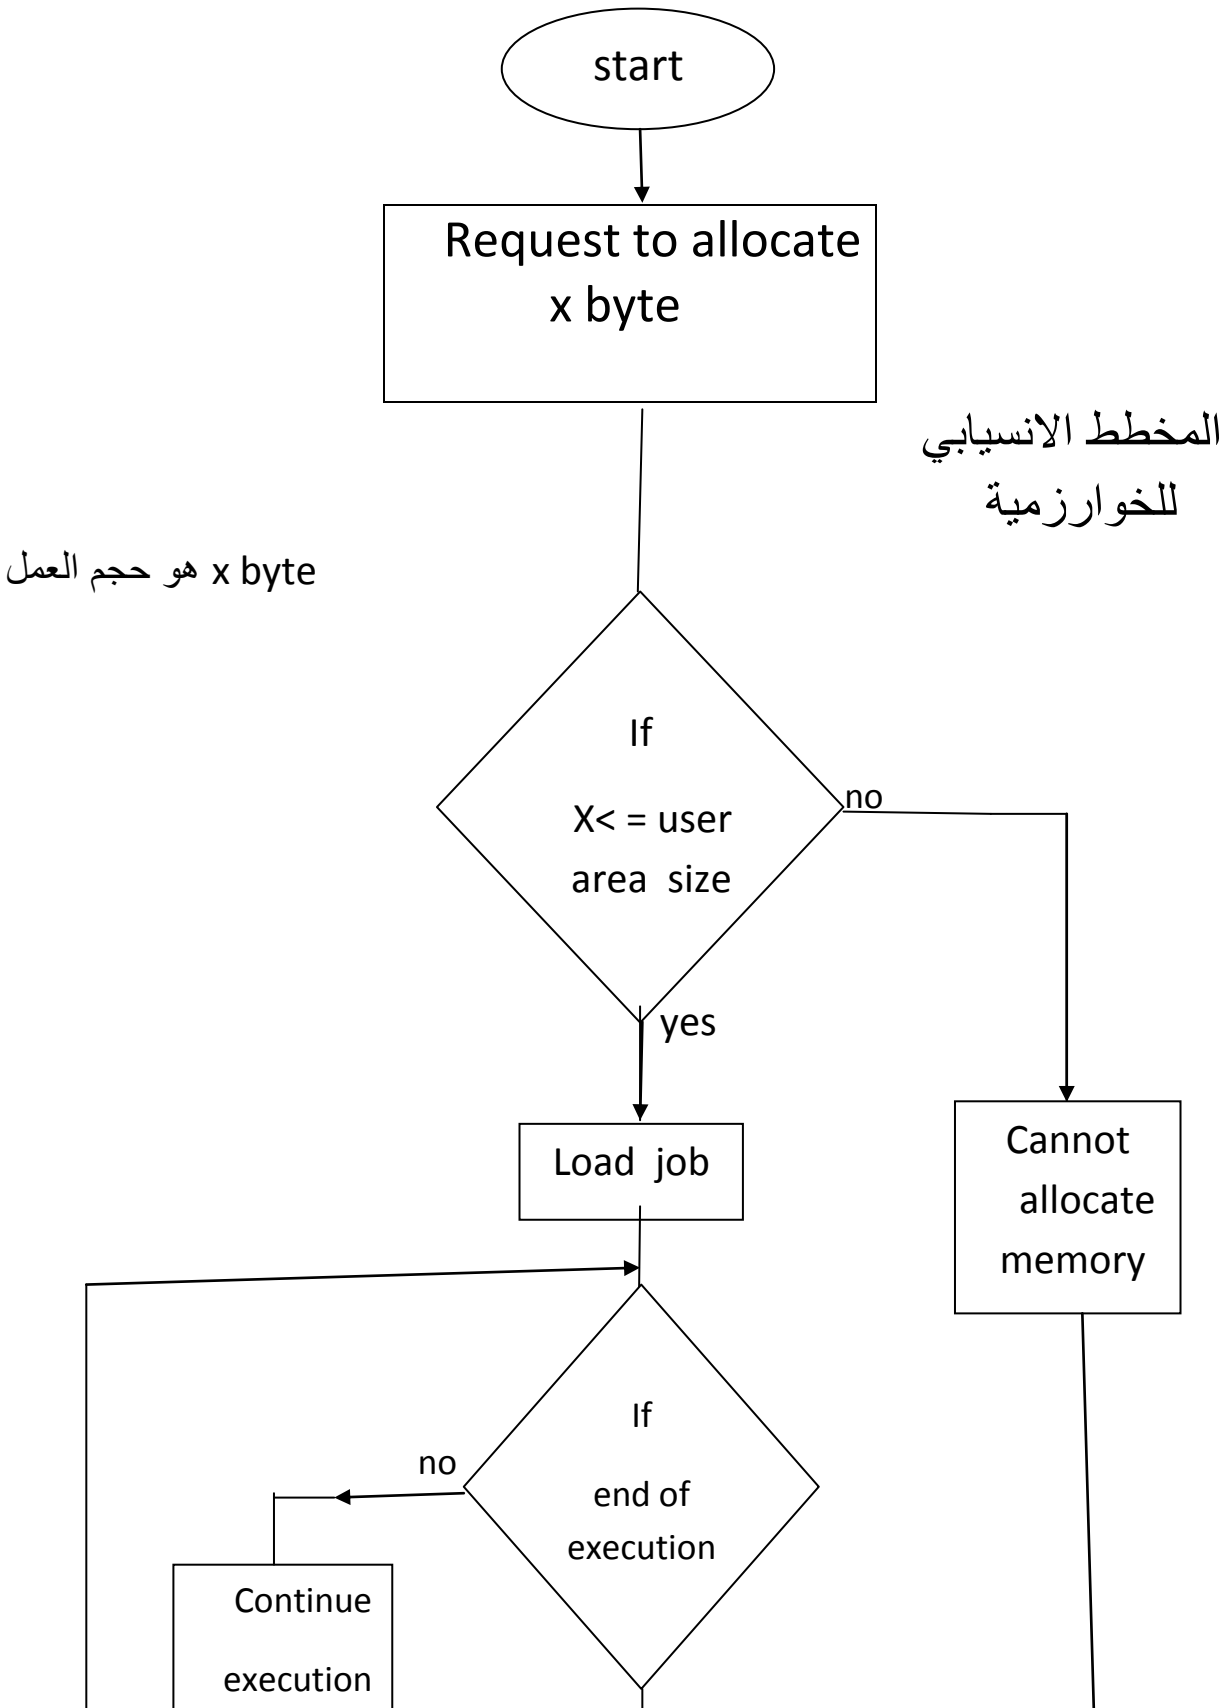 start
Request to allocate
x byte
المخطط الانسيابي
للخوارزمية
x byte هو حجم العمل
If
X< = user
area size
no
yes
Load job
Cannot
allocate
memory
If
end of
execution
no
Continue
execution